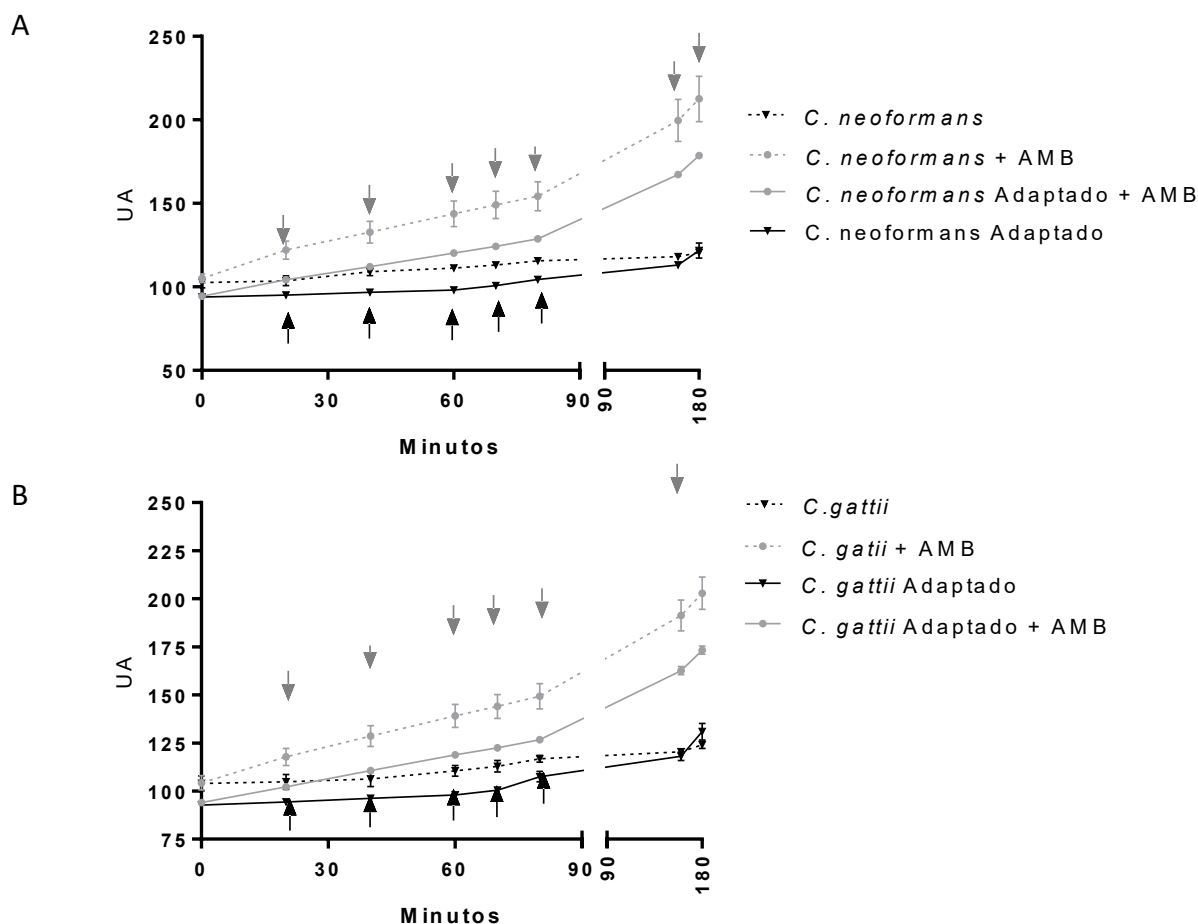 A
250
200
150
100
50
UA
0
30
60
90
90
180
Minutos
C. neoformans
C. neoformans + AMB
C. neoformans Adaptado + AMB
C. neoformans Adaptado
B
250
225
200
175
150
125
100
75
UA
0
30
60
90
90
180
Minutos
C.gattii
C. gatii + AMB
C. gattii Adaptado
C. gattii Adaptado + AMB